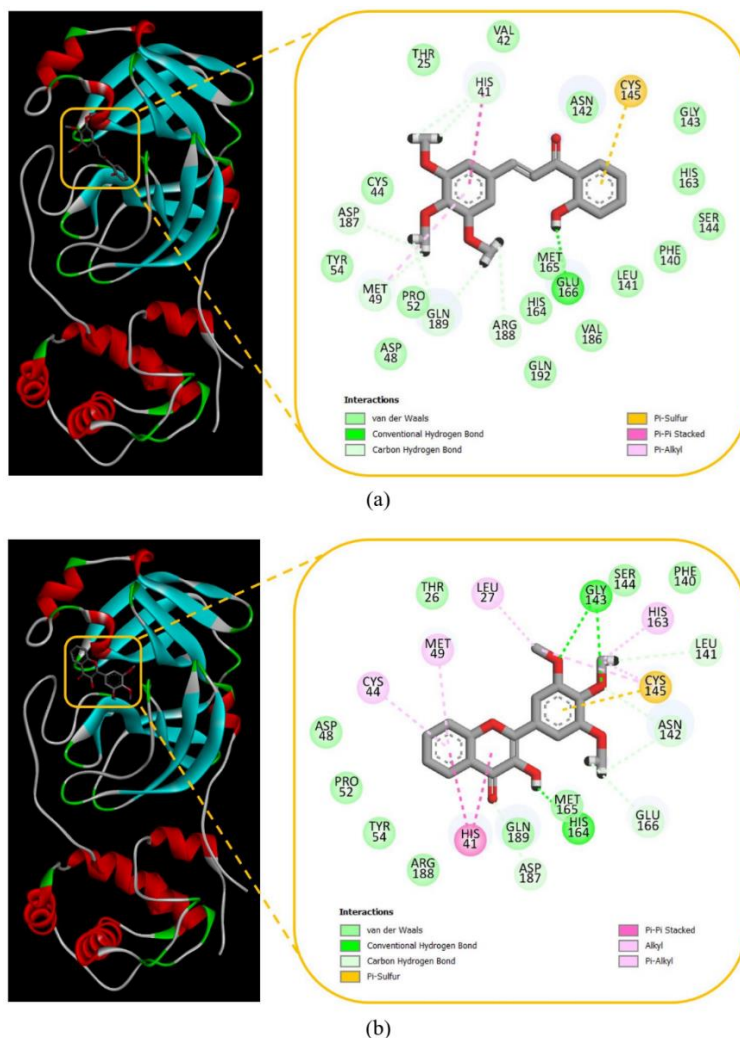 VAL
42
THR
25
HIS
41
CYS
145
ASN
142
GLY
143
HIS
163
CYS
44
SER
144
ASP
187
PHE
140
TYR
54
MET
165
LEU
141
GLU
166
MET
49
PRO
52
HIS
164
GLN
189
ARG
188
VAL
186
ASP
48
GLN
192
Interactions
van der Waals
Conventional Hydrogen Bond
Carbon Hydrogen Bond
Pi-Sulfur
Pi-Pi Stacked
Pi-Alkyl
(a)
THR
26
LEU
27
GLY
143
SER
144
PHE
140
HIS
163
MET
49
LEU
141
CYS
44
CYS
145
ASN
142
ASP
48
PRO
52
MET
165
GLU
166
TYR
54
HIS
41
GLN
189
HIS
164
ARG
188
ASP
187
Interactions
van der Waals
Conventional Hydrogen Bond
Carbon Hydrogen Bond
Pi-Sulfur
Pi-Pi Stacked
Alkyl
Pi-Alkyl
(b)